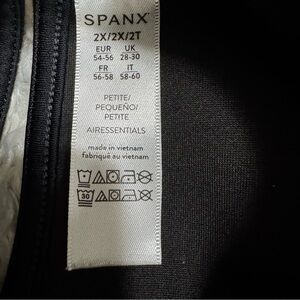 SPANX
2X/2X/2T
EUR UK
54-56 28-30
FR IT
56-58 58-60
PETITE/
PEQUEÑO/
PETITE
AIRESSENTIALS
made in vietnam
fabriqué au vietnam
30